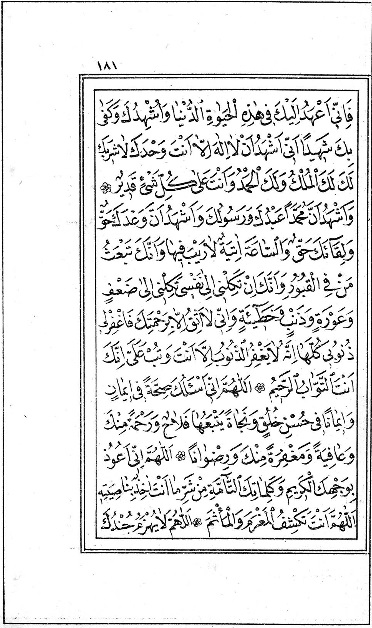 ١٨١
فَاِنّ۪ٓي اَعْهَدُ اِلَيْكَ ف۪ي هٰذِهِ الْحَيٰوةِ الدُّنْيَا وَاُشْهِدُكَ وَكَفٰى
بِكَ شَه۪يدًا اَنّ۪ٓي اَشْهَدُ اَنْ لَآ اِلٰهَ اِلَّآ اَنْتَ وَحْدَكَ لَا شَر۪يكَ
لَكَ لَكَ الْمُلْكُ وَلَكَ الْحَمْدُ وَاَنْتَ عَلٰى كُلِّ شَيْءٍ قَد۪يرٌ ۞
وَاَشْهَدُ اَنَّ مُحَمَّدًا عَبْدُكَ وَرَسُولُكَ وَاَشْهَدُ اَنَّ وَعْدَكَ حَقٌّ
وَلِقَائَكَ حَقٌّ وَالسَّاعَةَ اٰتِيَةٌ لَا رَيْبَ ف۪يهَا وَاَنَّكَ تَبْعَثُ
مَنْ فِي الْقُبُورِ وَاَنَّكَ اِنْ تَكِلْن۪ٓي اِلٰى نَفْس۪ي تَكِلْن۪ٓي اِلٰى ضَعْفٍ
وَعَوْرَةٍ وَذَنْبٍ وَخَط۪ٓيئَةٍ وَاِنّ۪ي لَٓا اَثِقُ اِلَّا بِرَحْمَتِكَ فَاغْفِرْل۪ي
ذُنُوب۪ي كُلَّهَا اِنَّهُ لَا يَغْفِرُ الذُّنُوبَ اِلَّآ اَنْتَ وَتُبْ عَلَيَّ اِنَّكَ
اَنْتَ التَّوَّابُ الرَّح۪يمُ ۞ اَللّٰهُمَّ اِنّ۪ٓي اَسْئَلُكَ صِحَّةً ف۪ٓي ا۪يمَانٍ
وَا۪يمَانًا ف۪ي حُسْنِ خُلُقٍ وَنَجَاةً يَتْبَعُهَا فَلَاحٌ وَرَحْمَةً مِنْكَ
وَعَافِيَةً وَمَغْفِرَةً مِنْكَ وَرِضْوَانًا ۞ اَللّٰهُمَّ اِنّ۪ٓي اَعُوذُ
بِوَجْهِكَ الْكَر۪يمِ وَكَلِمَاتِكَ التَّٓامَّةِ مِنْ شَرِّ مَٓا اَنْتَ اٰخِذٌ بِنَاصِيَتِه۪
اَللّٰهُمَّ اَنْتَ تَكْشِفُ الْمَغْرَمَ وَالْمَاْثَمَ ۞ اَللّٰهُمَّ لَا يُهْزَمُ جُنْدُكَ